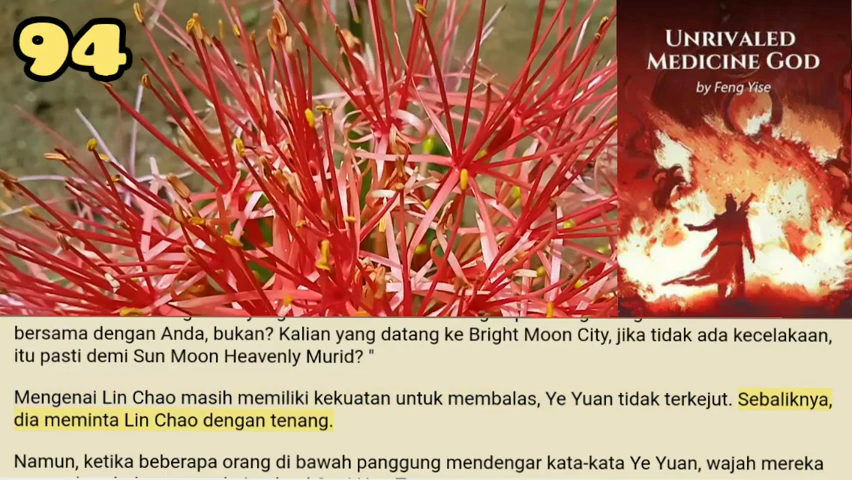 94
UNRIVALED
MEDICINE GOD
by Feng Yise
bersama dengan Anda, bukan? Kalian yang datang ke Bright Moon City, jika tidak ada kecelakaan,
itu pasti demi Sun Moon Heavenly Murid? "
Mengenai Lin Chao masih memiliki kekuatan untuk membalas, Ye Yuan tidak terkejut. Sebaliknya,
dia meminta Lin Chao dengan tenang.
Namun, ketika beberapa orang di bawah panggung mendengar kata-kata Ye Yuan, wajah mereka